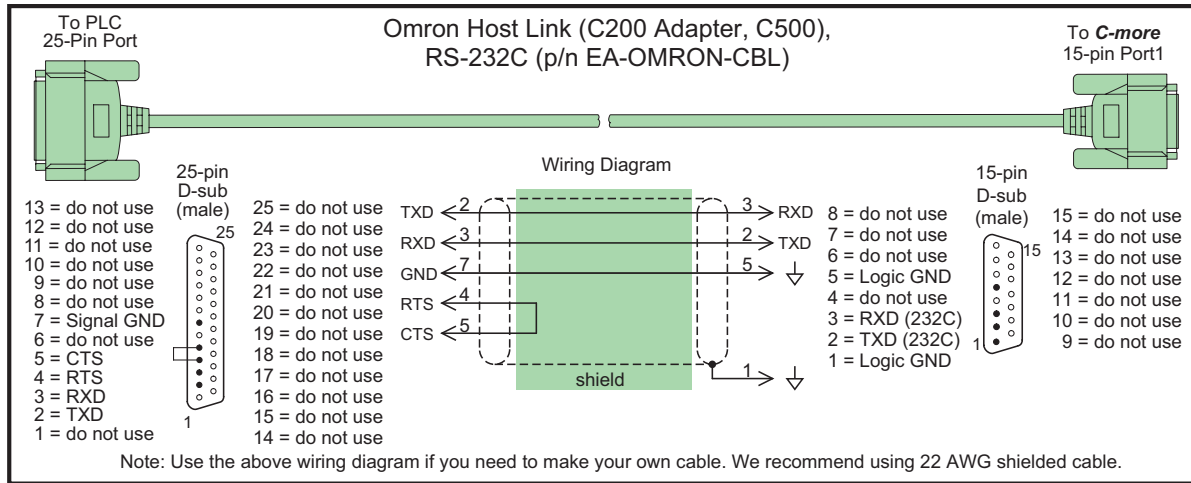 To PLC
25-Pin Port
Omron Host Link (C200 Adapter, C500),
RS-232C (p/n EA-OMRON-CBL)
To C-more
15-pin Port1
Wiring Diagram
25-pin
D-sub
(male)
13 = do not use
12 = do not use
11 = do not use
10 = do not use
9 = do not use
8 = do not use
7 = Signal GND
6 = do not use
5 = CTS
4 = RTS
3 = RXD
2 = TXD
1 = do not use
25
1
25 = do not use
24 = do not use
23 = do not use
22 = do not use
21 = do not use
20 = do not use
19 = do not use
18 = do not use
17 = do not use
16 = do not use
15 = do not use
14 = do not use
TXD 2 3 RXD
RXD 3 2 TXD
GND 7 5
RTS 4
CTS 5
shield
1
15-pin
D-sub
(male)
8 = do not use
7 = do not use
6 = do not use
5 = Logic GND
4 = do not use
3 = RXD (232C)
2 = TXD (232C)
1 = Logic GND
15
1
15 = do not use
14 = do not use
13 = do not use
12 = do not use
11 = do not use
10 = do not use
9 = do not use
Note: Use the above wiring diagram if you need to make your own cable. We recommend using 22 AWG shielded cable.